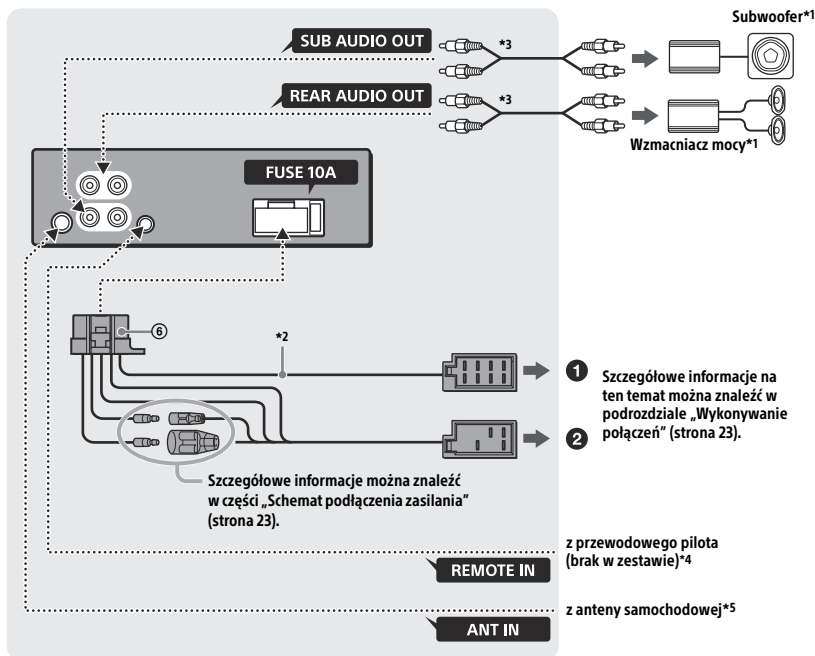 Subwoofer*1
SUB AUDIO OUT
*3
REAR AUDIO OUT
*3
Wzmacniacz mocy*1
FUSE 10A
⑥
*2
❶
Szczegółowe informacje na
ten temat można znaleźć w
podrozdziale „Wykonywanie
połączeń” (strona 23).
❷
Szczegółowe informacje można znaleźć
w części „Schemat podłączenia zasilania”
(strona 23).
z przewodowego pilota
(brak w zestawie)*4
REMOTE IN
z anteny samochodowej*5
ANT IN